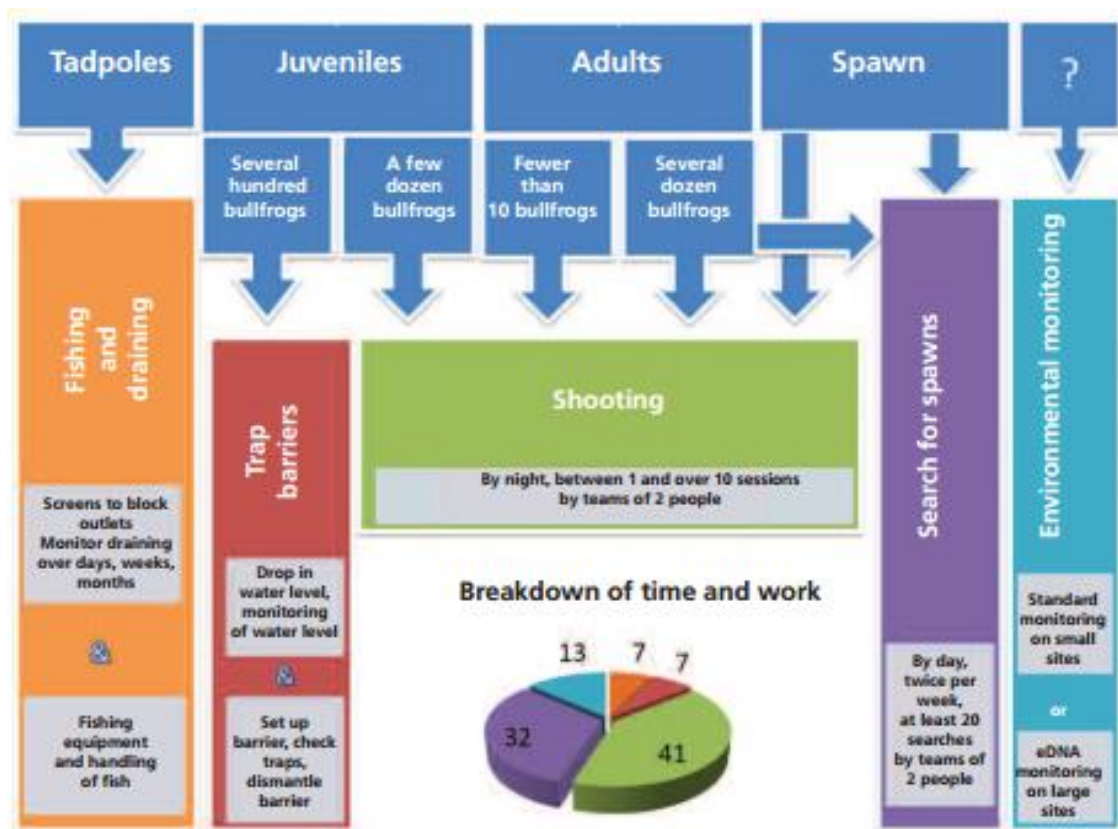 Tadpoles
Juveniles
Adults
Spawn
?
Several
hundred
bullfrogs
A few
dozen
bullfrogs
Fewer
than
10 bullfrogs
Several
dozen
bullfrogs
Fishing
and
draining
Screens to block
outlets
Monitor draining
over days, weeks,
months
&
Fishing
equipment
and handling
of fish
Trap
barriers
Drop in
water level,
monitoring
of water level
&
Set up
barrier, check
traps,
dismantle
barrier
Shooting
By night, between 1 and over 10 sessions
by teams of 2 people
Breakdown of time and work
13
7
7
32
41
Search for spawns
By day,
twice per
week,
at least 20
searches
by teams of
2 people
Environmental monitoring
Standard
monitoring
on small
sites
or
eDNA
monitoring
on large
sites